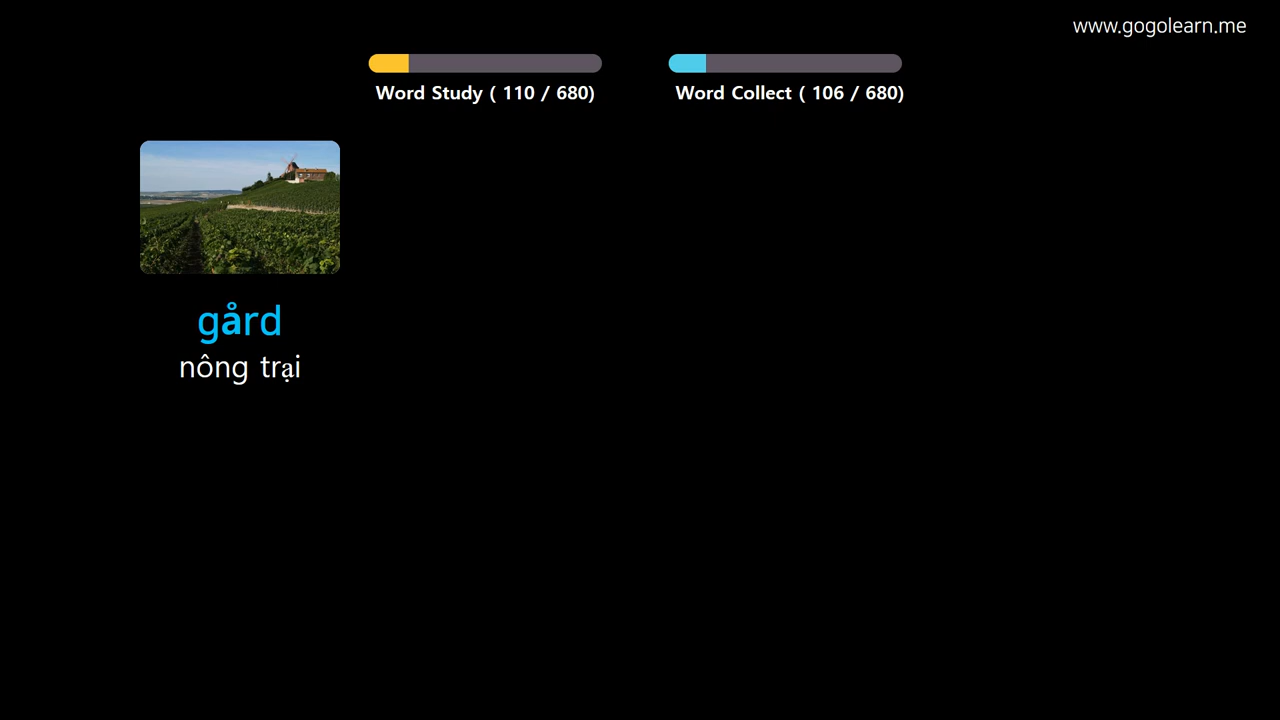 www.gogolearn.me
Word Study ( 110 / 680)
Word Collect ( 106 / 680)
gård
nông trại